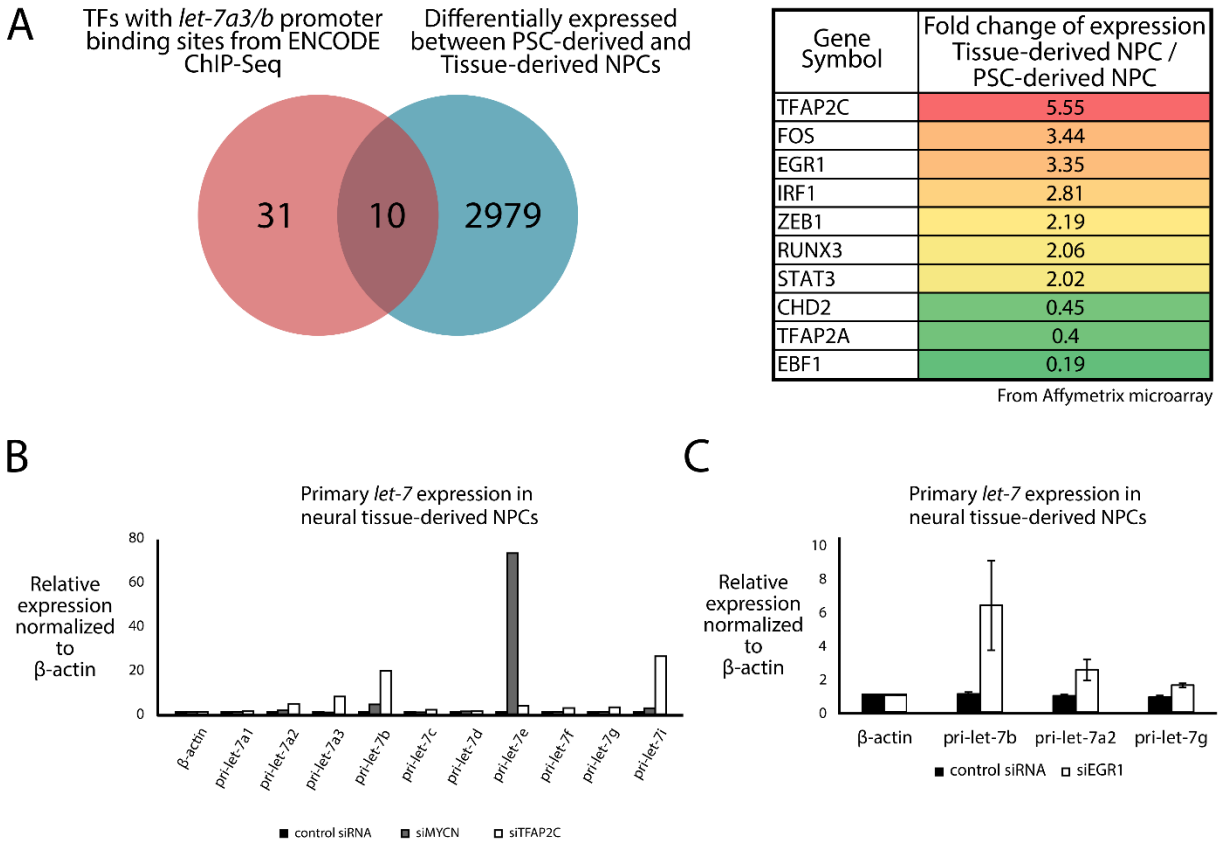 A
TFs with let-7a3/b promoter
binding sites from ENCODE
ChIP-Seq
Differentially expressed
between PSC-derived and
Tissue-derived NPCs
31
10
2979
Gene
Symbol
Fold change of expression
Tissue-derived NPC /
PSC-derived NPC
TFAP2C 5.55
FOS 3.44
EGR1 3.35
IRF1 2.81
ZEB1 2.19
RUNX3 2.06
STAT3 2.02
CHD2 0.45
TFAP2A 0.4
EBF1 0.19
From Affymetrix microarray
B
Primary let-7 expression in
neural tissue-derived NPCs
Relative
expression
normalized
to
β-actin
80
60
40
20
0
β-actin
pri-let-7a1
pri-let-7a2
pri-let-7a3
pri-let-7b
pri-let-7c
pri-let-7d
pri-let-7e
pri-let-7f
pri-let-7g
pri-let-7i
control siRNA siMYCN siTFAP2C
C
Primary let-7 expression in
neural tissue-derived NPCs
Relative
expression
normalized
to
β-actin
10
8
6
4
2
0
β-actin pri-let-7b pri-let-7a2 pri-let-7g
control siRNA siEGR1